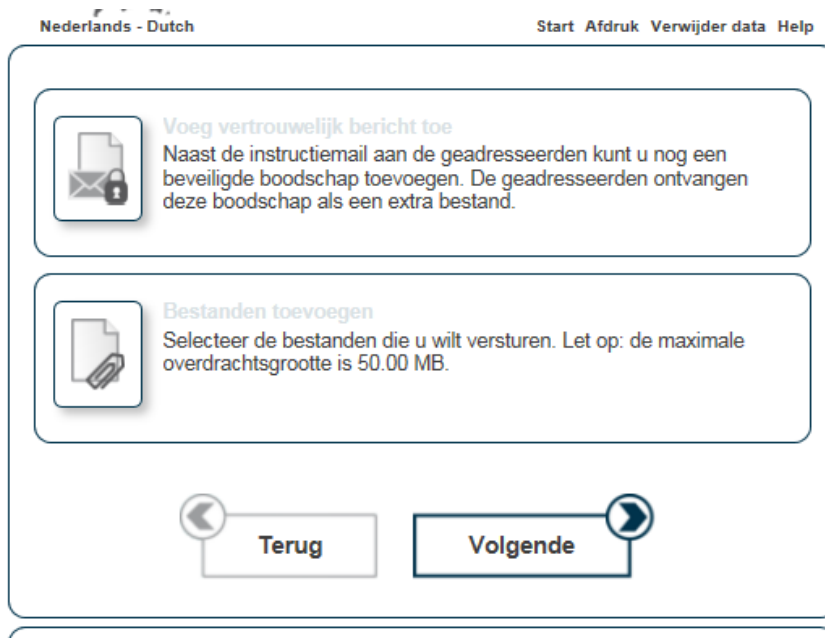 Nederlands - Dutch
Start Afdruk Verwijder data Help
Voeg vertrouwelijk bericht toe
Naast de instructiemail aan de geadresseerden kunt u nog een
beveiligde boodschap toevoegen. De geadresseerden ontvangen
deze boodschap als een extra bestand.
Bestanden toevoegen
Selecteer de bestanden die u wilt versturen. Let op: de maximale
overdrachtsgrootte is 50.00 MB.
Terug
Volgende